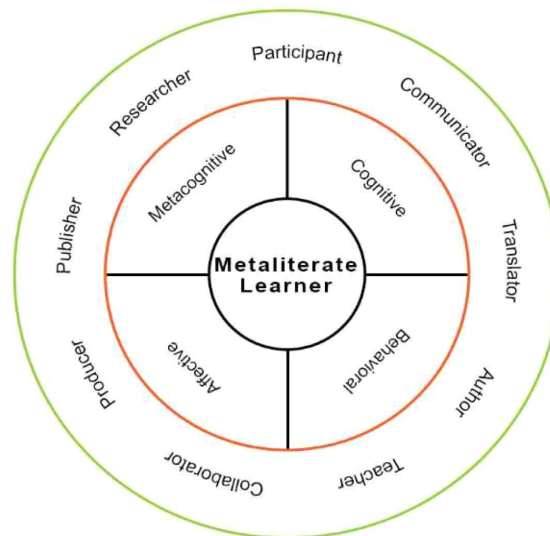 Participant
Communicator
Translator
Author
Teacher
Collaborator
Producer
Publisher
Researcher
Metacognitive
Cognitive
Behavioral
Affective
Metaliterate
Learner